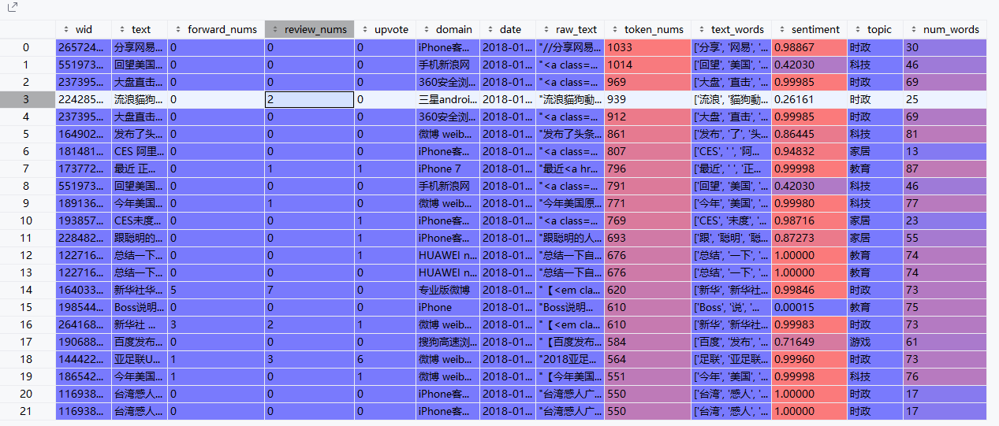 wid text forward_nums review_nums upvote domain date raw_text token_nums text_words sentiment topic num_words
0 265724... 分享网易... 0 0 0 iPhone客... 2018-01... "//分享网易... 1033 ['分享', '网易', '... 0.98867 时政 30
1 551973... 回望美国... 0 0 0 手机新浪网 2018-01... "<a class=... 1014 ['回望', '美国', '... 0.42030 科技 46
2 237395... 大盘直击... 0 0 0 360安全浏... 2018-01... "<a class=... 969 ['大盘', '直击', '... 0.99985 时政 69
3 224285... 流浪貓狗... 0 2 0 三星androi... 2018-01... "流浪貓狗動... 939 ['流浪', '貓狗動... 0.26161 时政 25
4 237395... 大盘直击... 0 0 0 360安全浏... 2018-01... "<a class=... 912 ['大盘', '直击', '... 0.99985 时政 69
5 164902... 发布了头条... 0 0 0 微博 weib... 2018-01... "发布了头条... 861 ['发布', '了', '头... 0.86445 科技 81
6 181481... CES 阿里... 0 0 0 iPhone客... 2018-01... "<a class=... 807 ['CES', ' ', '阿... 0.94832 家居 13
7 173772... 最近 正... 0 1 1 iPhone 7 2018-01... "最近<a hr... 796 ['最近', ' ', '正... 0.99998 教育 87
8 551973... 回望美国... 0 0 0 手机新浪网 2018-01... "<a class=... 791 ['回望', '美国', '... 0.42030 科技 46
9 189136... 今年美国... 0 1 0 微博 weib... 2018-01... "今年美国原... 771 ['今年', '美国', '... 0.99980 科技 77
10 193857... CES未度... 0 0 1 iPhone客... 2018-01... "<a class=... 769 ['CES', '未度', '... 0.98716 家居 23
11 228482... 跟聪明的... 0 0 1 iPhone客... 2018-01... "跟聪明的人... 693 ['跟', '聪明', '聪... 0.87273 家居 55
12 122716... 总结一下... 0 0 1 HUAWEI n... 2018-01... "总结一下自... 676 ['总结', '一下', '... 1.00000 教育 74
13 122716... 总结一下... 0 0 0 HUAWEI n... 2018-01... "总结一下自... 676 ['总结', '一下', '... 1.00000 教育 74
14 164033... 新华社华... 5 7 0 专业版微博 2018-01... "【<em cla... 620 ['新华', '新华社... 0.99846 时政 73
15 198544... Boss说明... 0 0 0 iPhone 2018-01... "Boss说明... 610 ['Boss', '说', '... 0.00015 教育 75
16 264168... 新华社 ... 3 2 1 微博 weib... 2018-01... "【<em cla... 610 ['新华', '新华社... 0.99983 时政 73
17 190688... 百度发布... 0 0 0 搜狗高速浏... 2018-01... "【百度发布... 584 ['百度', '发布', '... 0.71649 游戏 61
18 144422... 亚足联U... 1 3 6 微博 weib... 2018-01... "2018亚足... 564 ['足联', '亚足联... 0.99960 时政 73
19 186542... 今年美国... 1 0 1 微博 weib... 2018-01... "【今年美国... 551 ['今年', '美国', '... 0.99998 科技 76
20 116938... 台湾感人... 0 0 0 iPhone客... 2018-01... "台湾感人广... 550 ['台湾', '感人', '... 1.00000 时政 17
21 116938... 台湾感人... 0 0 0 iPhone客... 2018-01... "台湾感人广... 550 ['台湾', '感人', '... 1.00000 时政 17